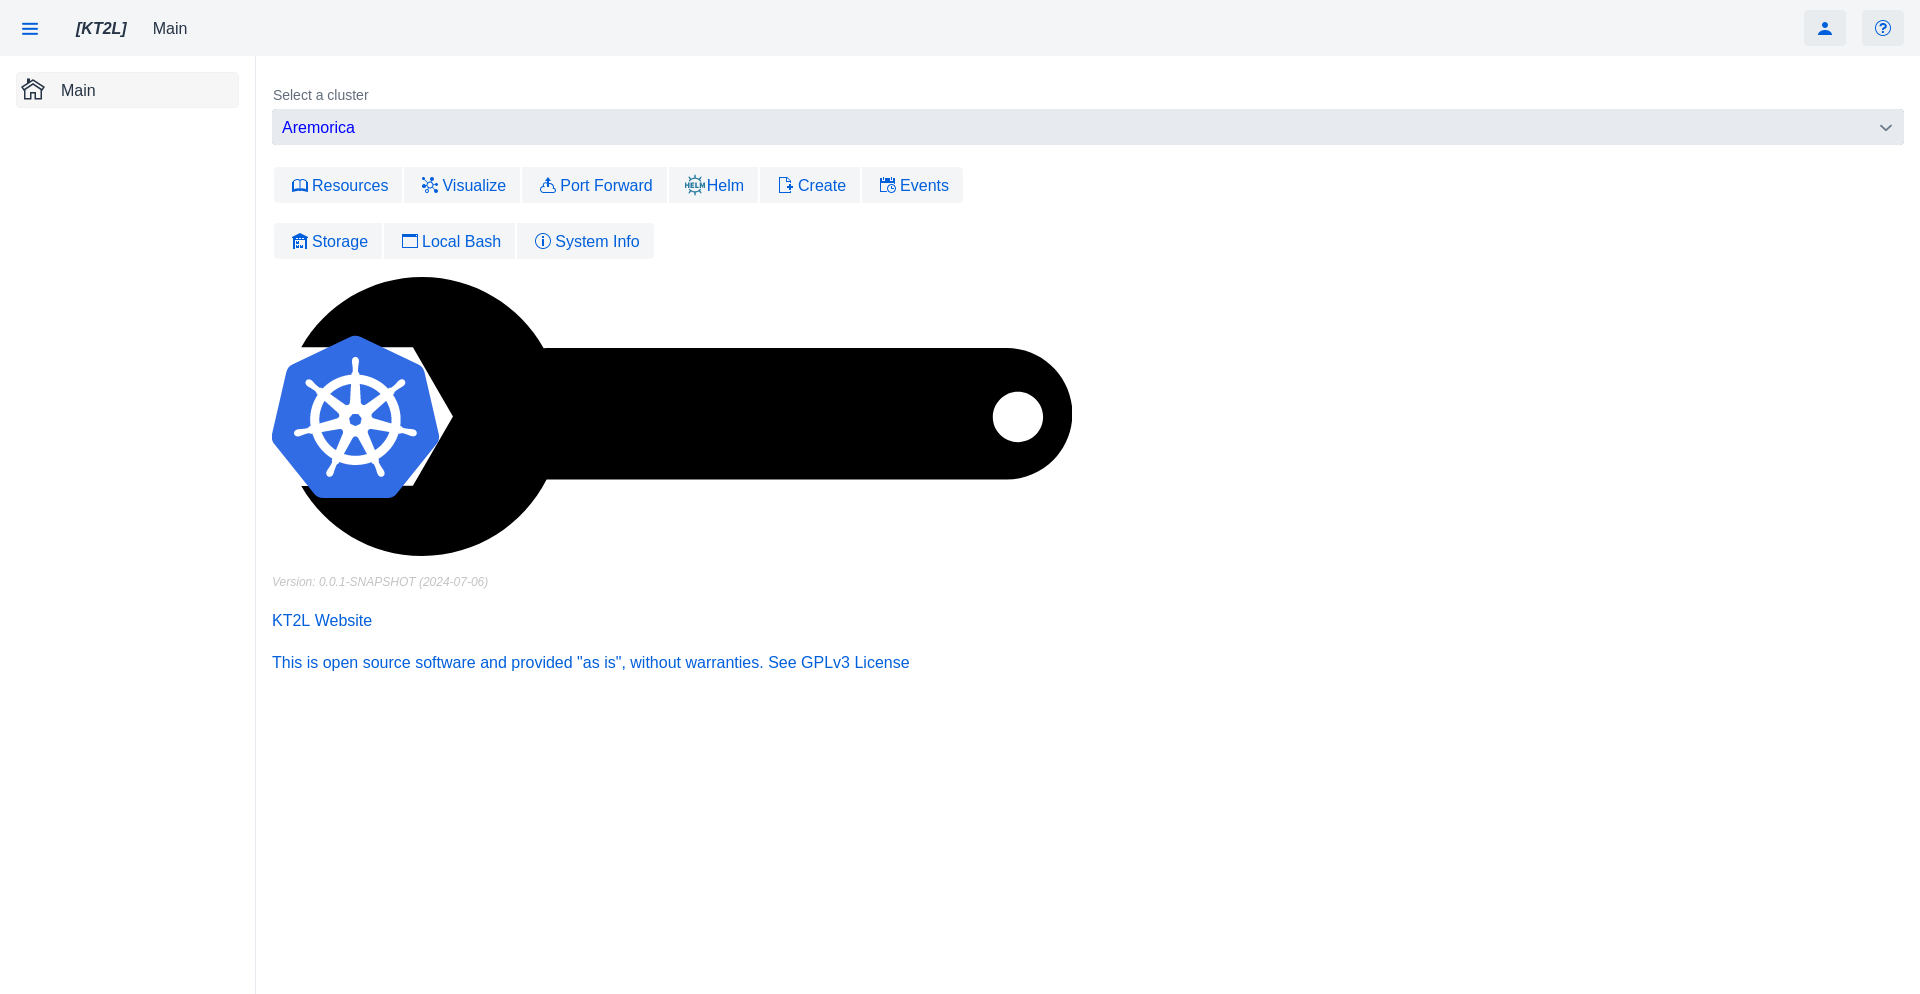 [KT2L] Main
Main
Select a cluster
Aremorica
Resources Visualize Port Forward HELM Helm Create Events
Storage Local Bash System Info
Version: 0.0.1-SNAPSHOT (2024-07-06)
KT2L Website
This is open source software and provided "as is", without warranties. See GPLv3 License